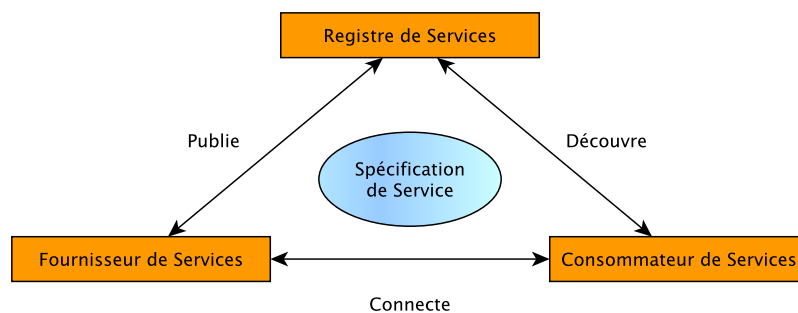 Registre de Services
Publie
Découvre
Spécification
de Service
Fournisseur de Services
Consommateur de Services
Connecte